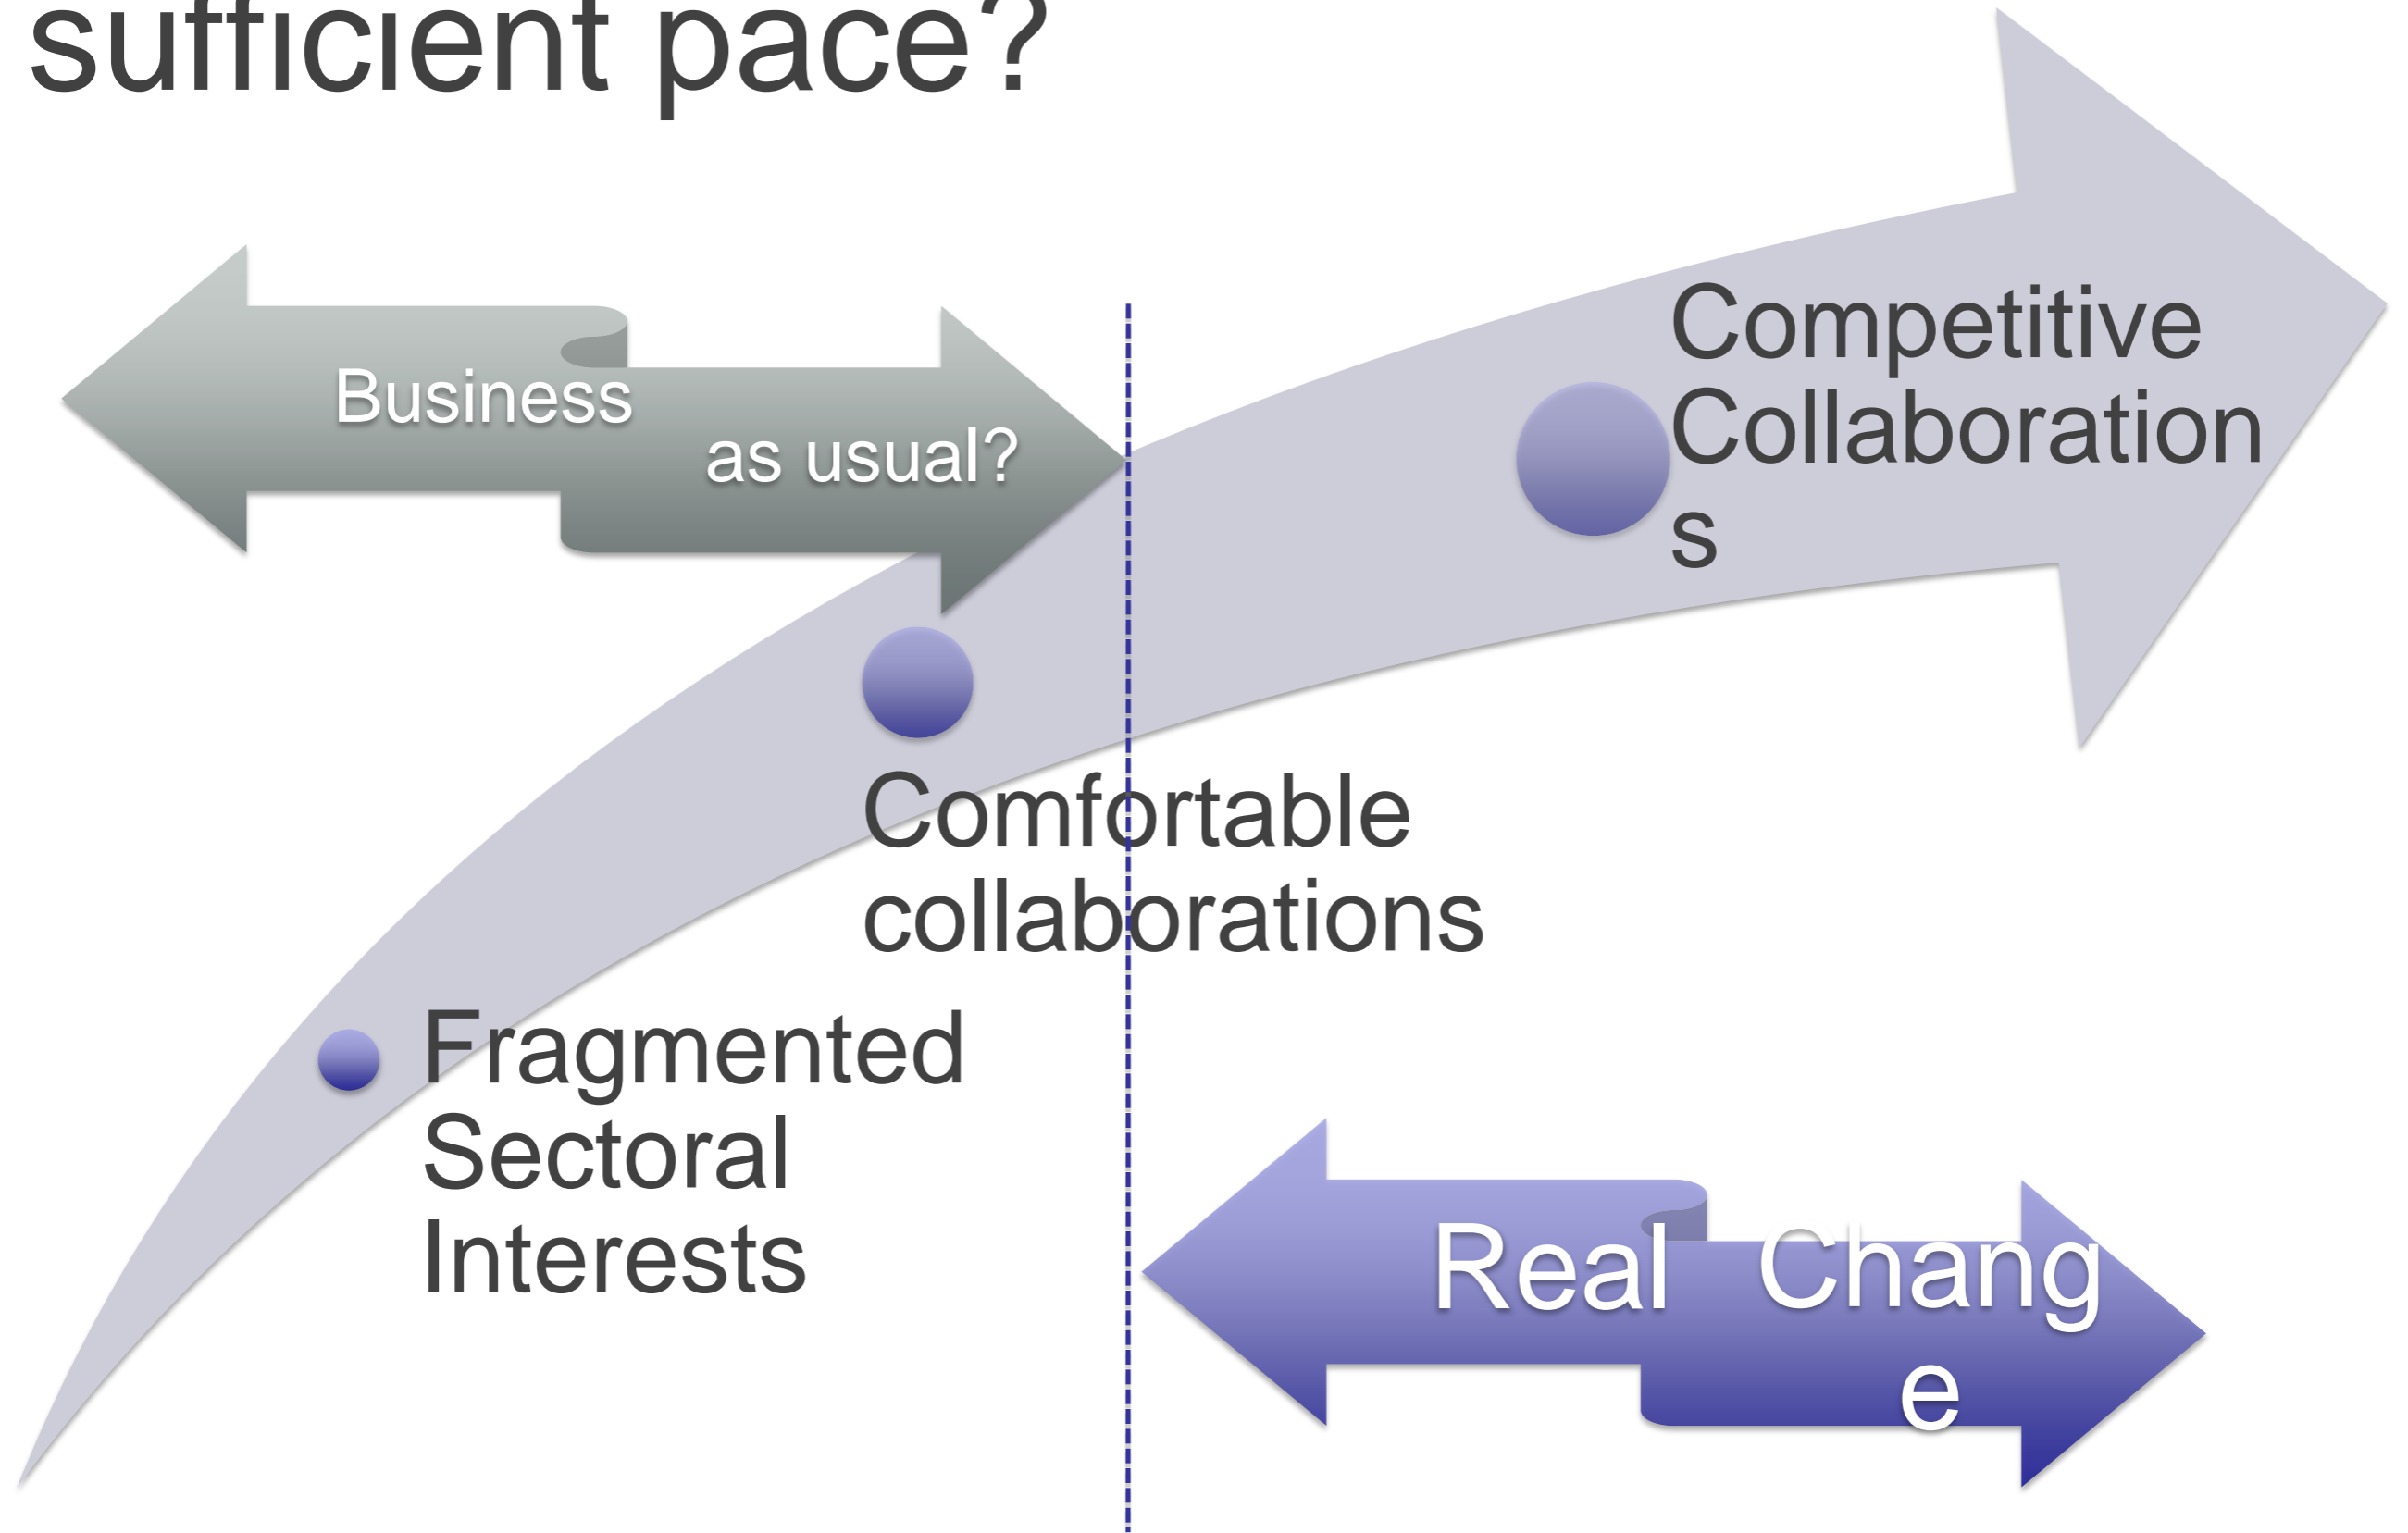 sufficient pace?
Business
as usual?
Competitive
Collaboration
s
Comfortable
collaborations
Fragmented
Sectoral
Interests
Real Chang
e